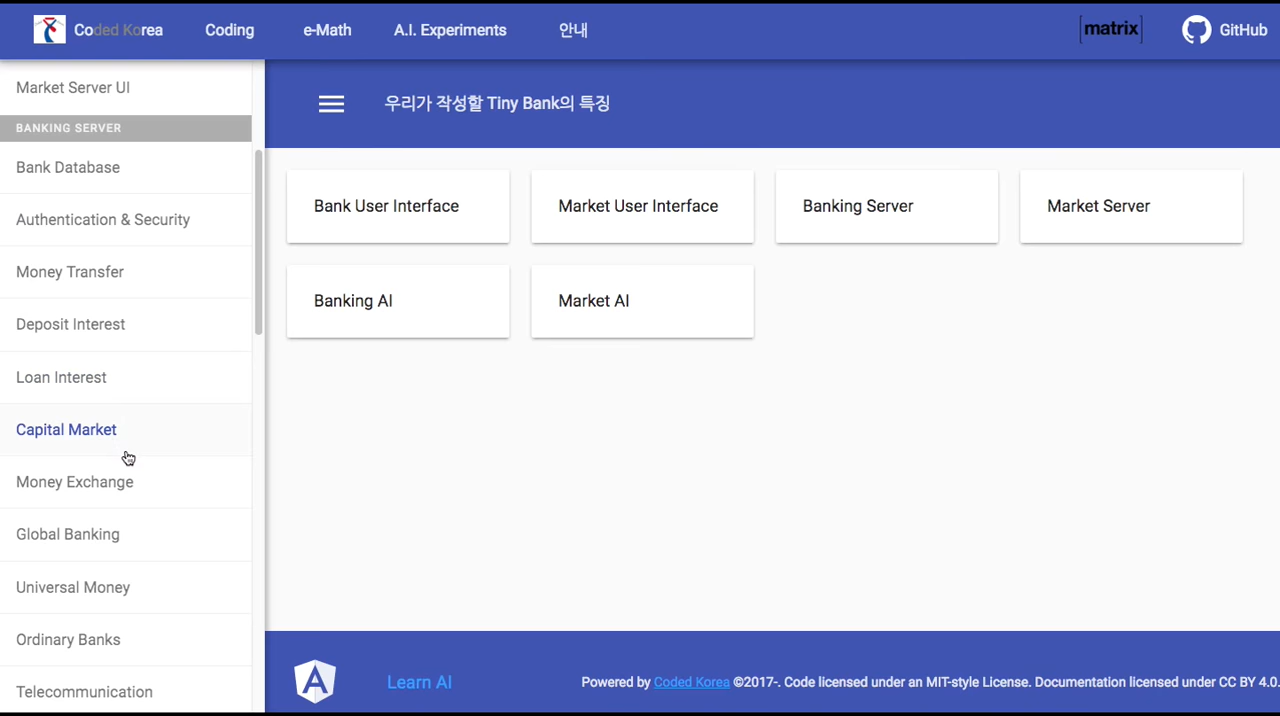 Coded Korea
Coding
e-Math
A.I. Experiments
안내
[matrix]
GitHub
Market Server UI
BANKING SERVER
Bank Database
Authentication & Security
Money Transfer
Deposit Interest
Loan Interest
Capital Market
Money Exchange
Global Banking
Universal Money
Ordinary Banks
Telecommunication
우리가 작성할 Tiny Bank의 특징
Bank User Interface
Market User Interface
Banking Server
Market Server
Banking AI
Market AI
Learn AI
Powered by Coded Korea ©2017-. Code licensed under an MIT-style License. Documentation licensed under CC BY 4.0.